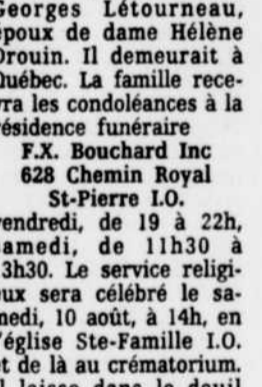 Georges Létourneau,
époux de dame Hélène
Drouin. Il demeurait à
Québec. La famille rece-
vra les condoléances à la
résidence funéraire
F.X. Bouchard Inc
628 Chemin Royal
St-Pierre I.O.
vendredi, de 19 à 22h,
samedi, de 11h30 à
13h30. Le service religi-
eux sera célébré le sa-
medi, 10 août, à 14h, en
l'église Ste-Famille I.O.
et de là au crématorium.
Il laisse dans le deuil